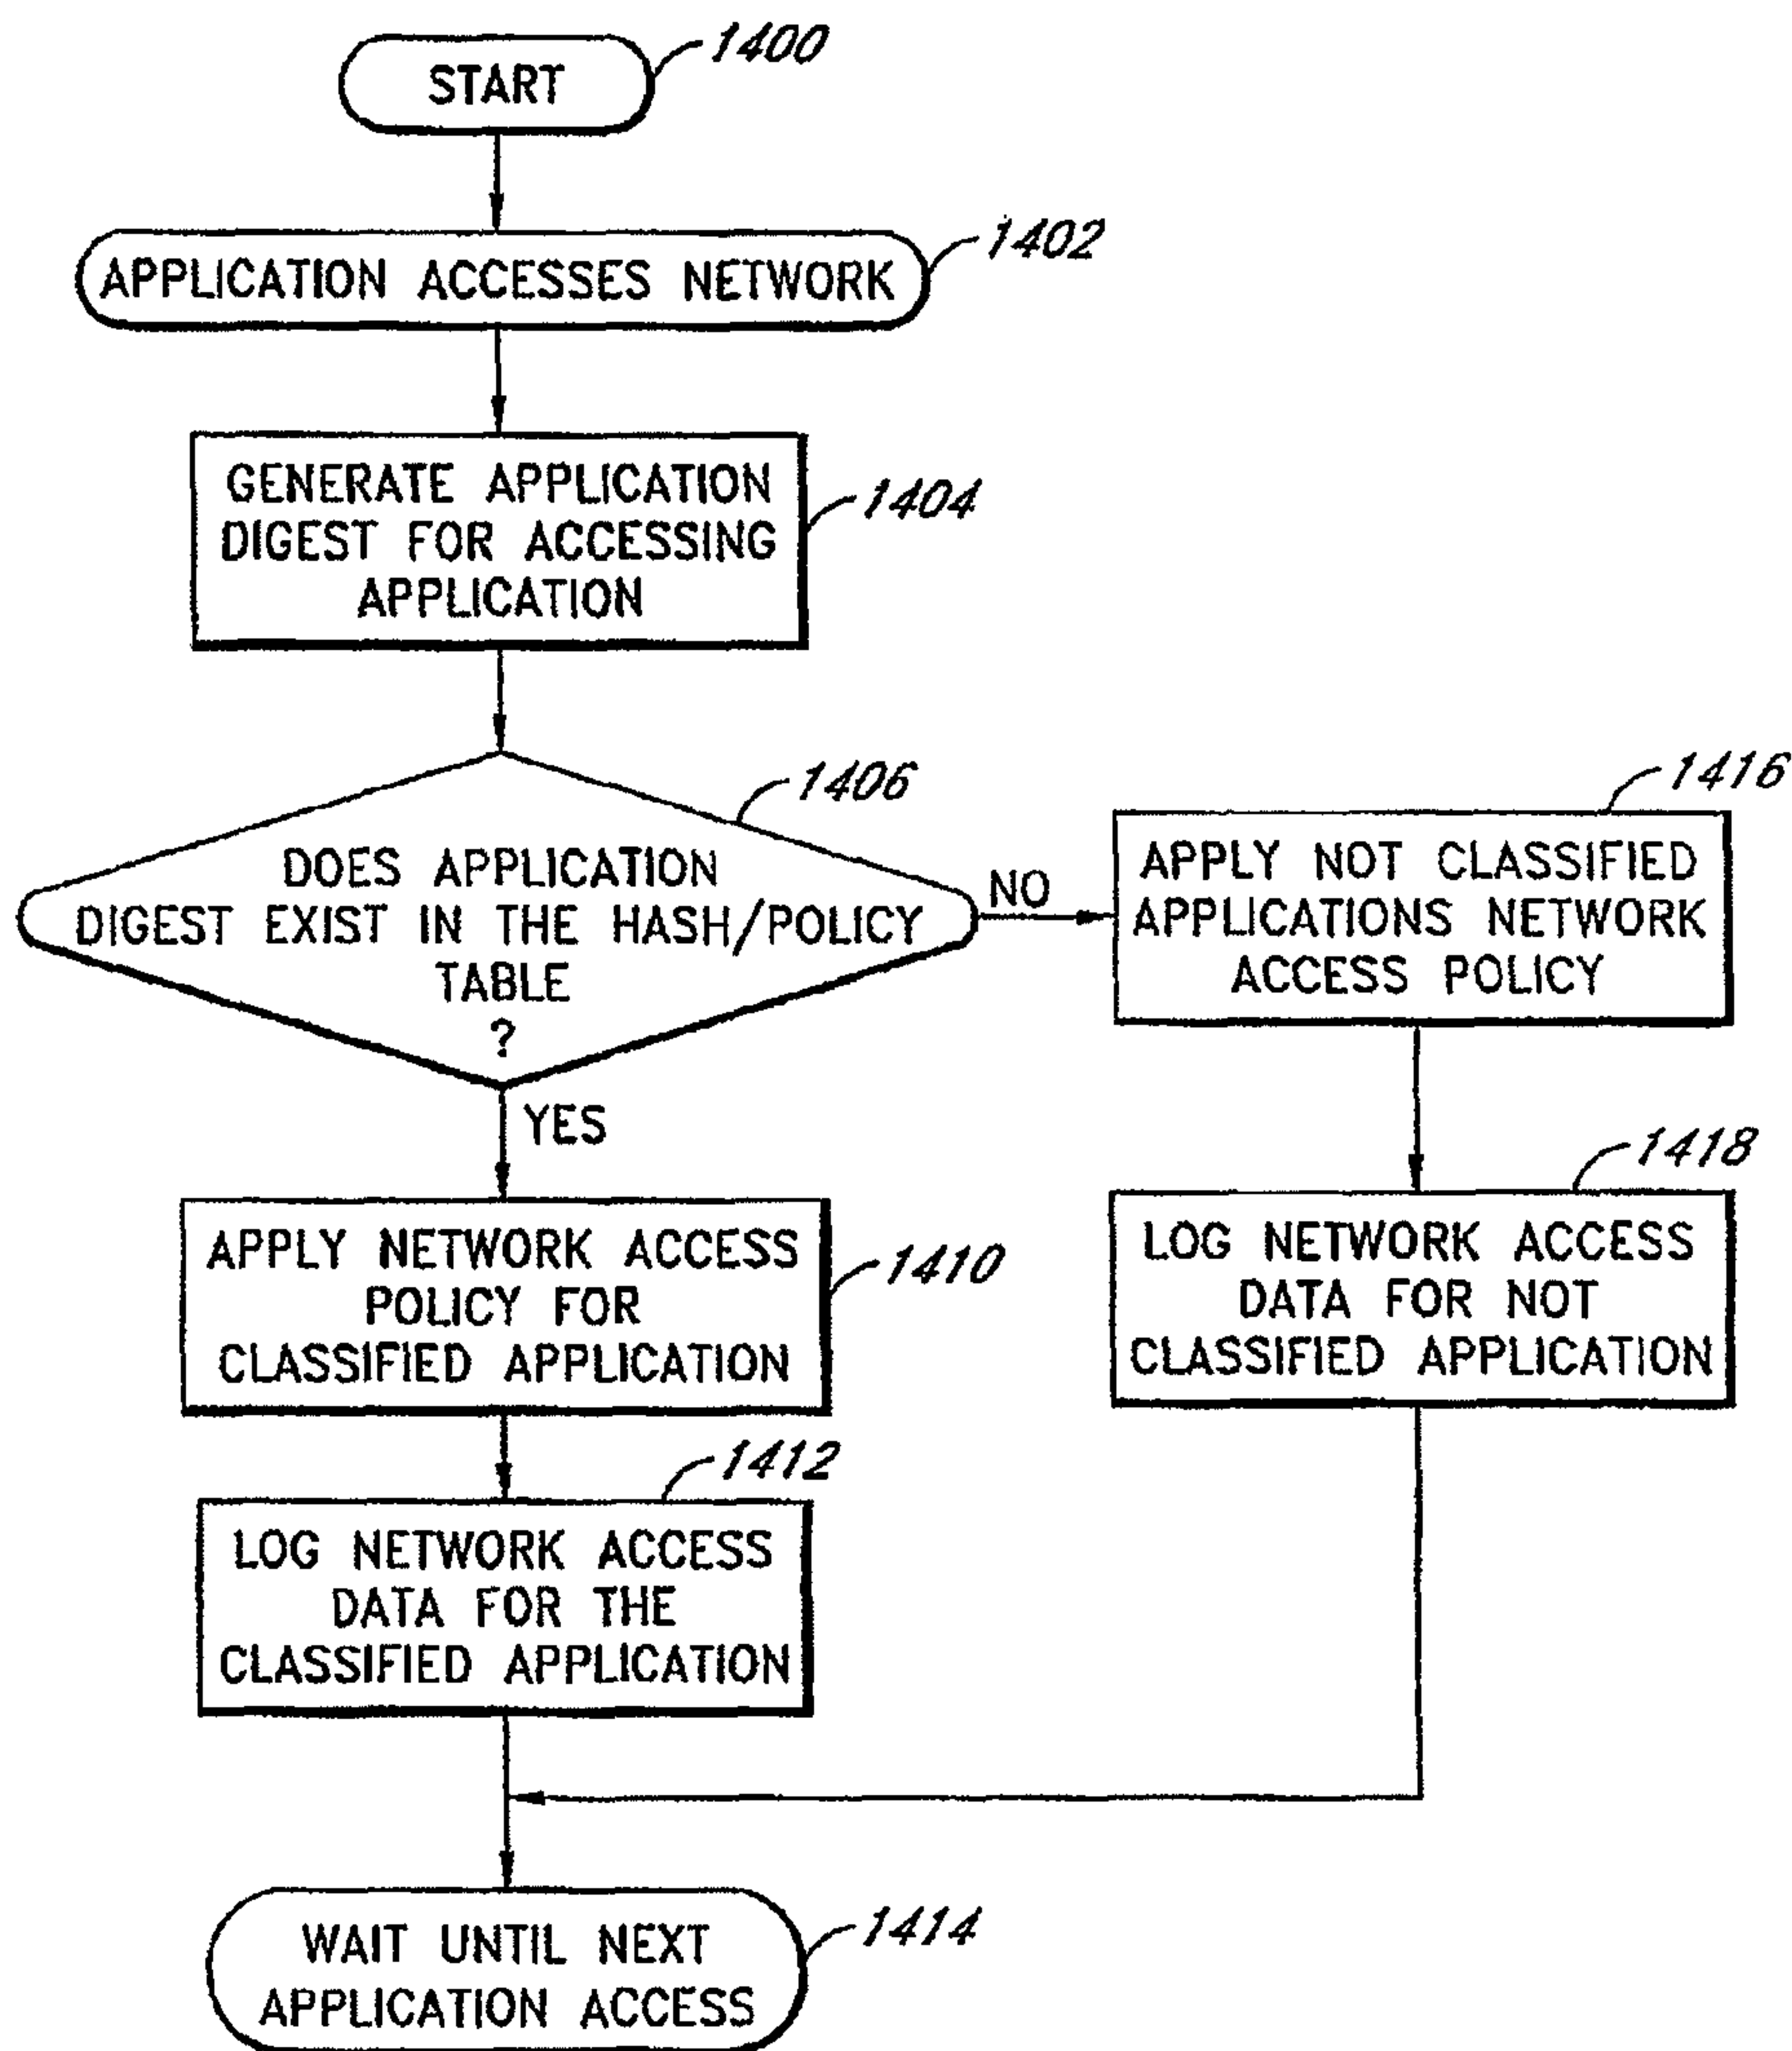 START
1400
APPLICATION ACCESSES NETWORK
1402
GENERATE APPLICATION
DIGEST FOR ACCESSING
APPLICATION
1404
DOES APPLICATION
DIGEST EXIST IN THE HASH/POLICY
TABLE
?
1406
NO
YES
APPLY NOT CLASSIFIED
APPLICATIONS NETWORK
ACCESS POLICY
1416
LOG NETWORK ACCESS
DATA FOR NOT
CLASSIFIED APPLICATION
1418
APPLY NETWORK ACCESS
POLICY FOR
CLASSIFIED APPLICATION
1410
LOG NETWORK ACCESS
DATA FOR THE
CLASSIFIED APPLICATION
1412
WAIT UNTIL NEXT
APPLICATION ACCESS
1414